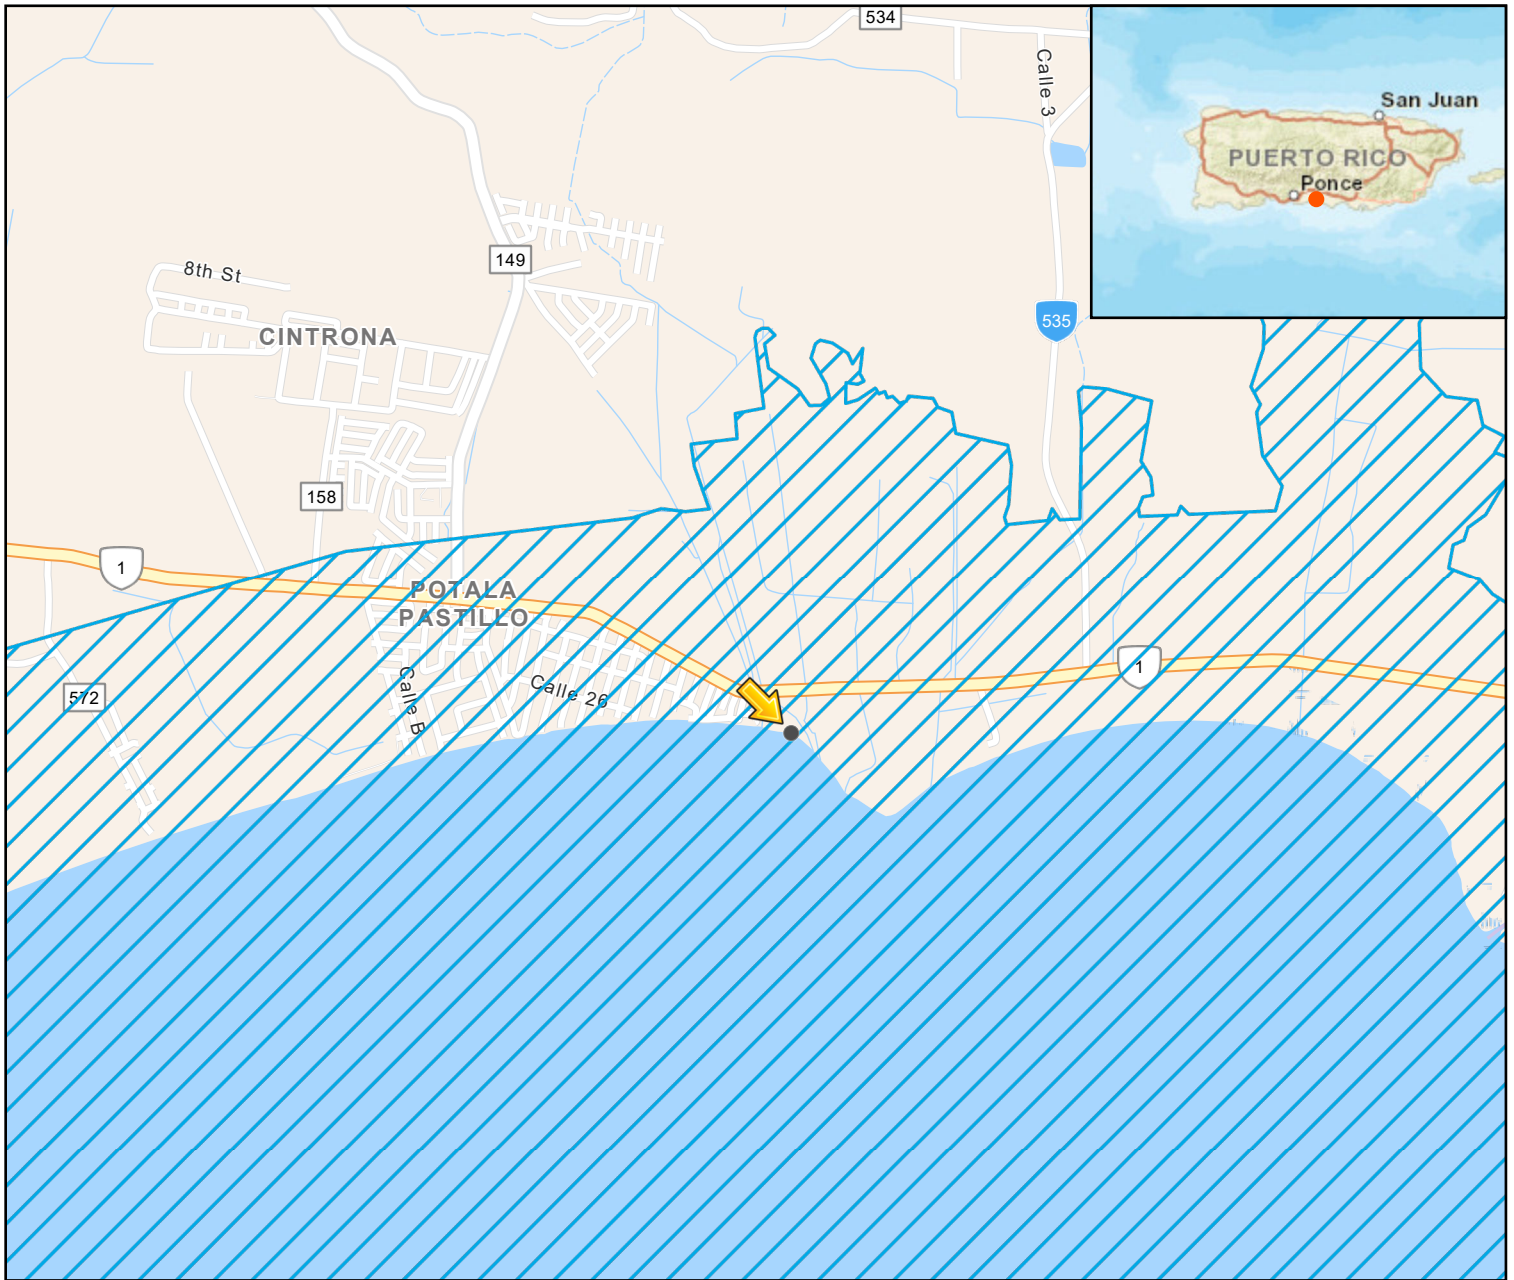 534
Calle 3
San Juan
PUERTO RICO
Ponce
149
8th St
535
CINTRONA
158
1
POTALA
PASTILLO
1
572
Calle B
Calle 26